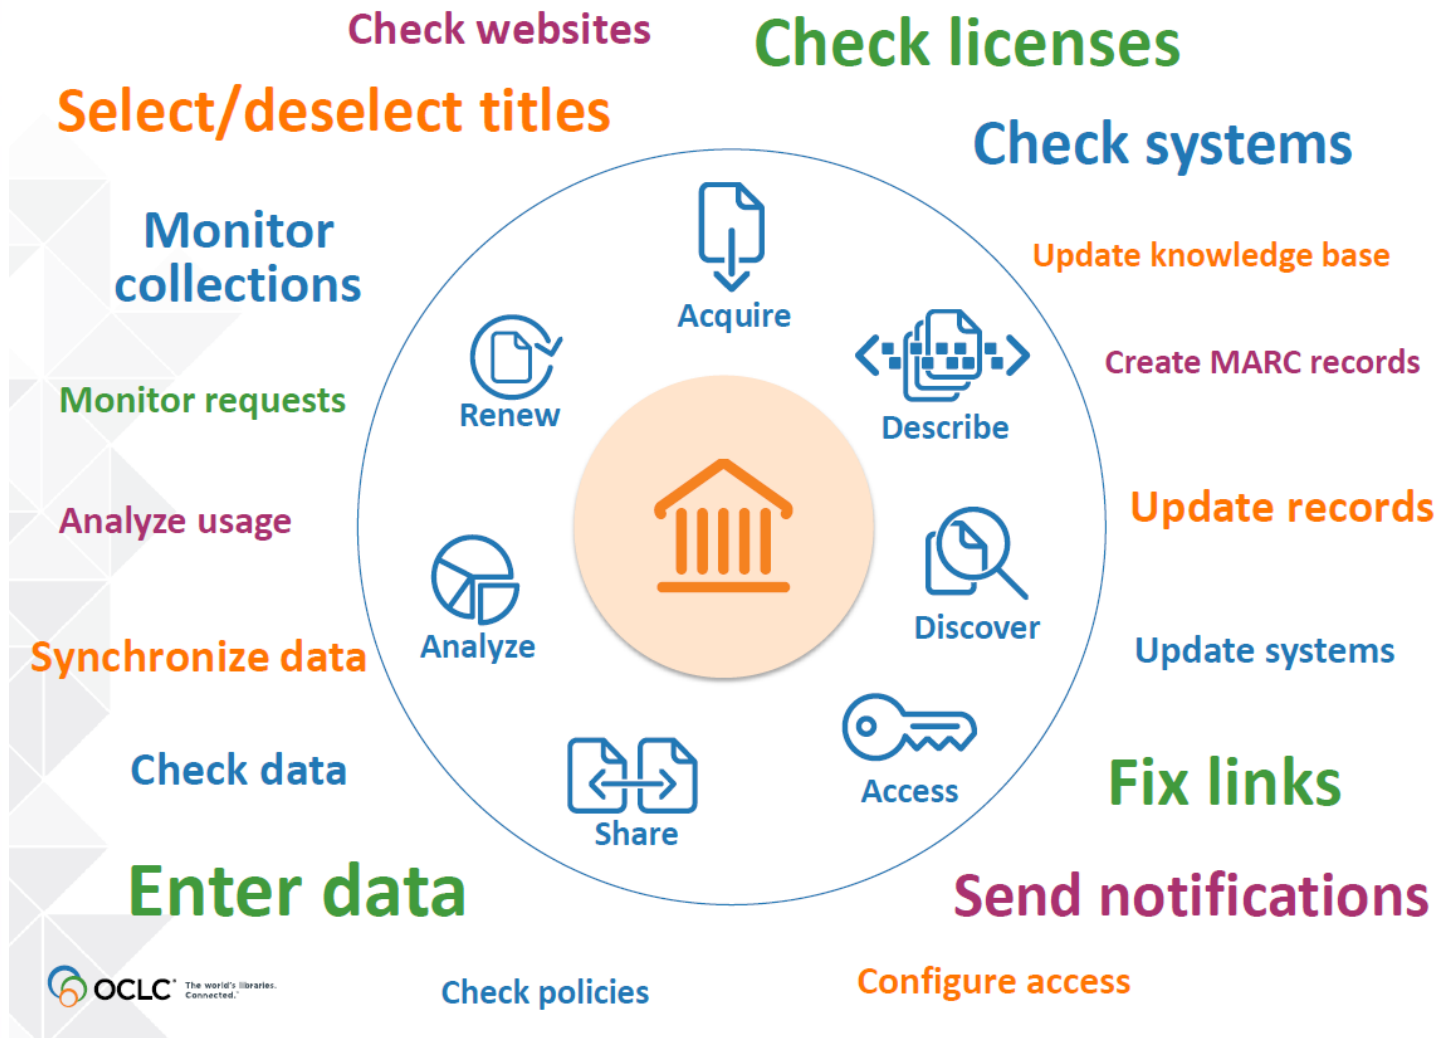 Check websites
Check licenses
Select/deselect titles
Check systems
Monitor
collections
Update knowledge base
Acquire
Create MARC records
Monitor requests
Renew
Describe
Analyze usage
Update records
Discover
Synchronize data
Analyze
Update systems
Check data
Share
Access
Fix links
Enter data
Send notifications
OCLC® The world's libraries.
Connected.™
Check policies
Configure access